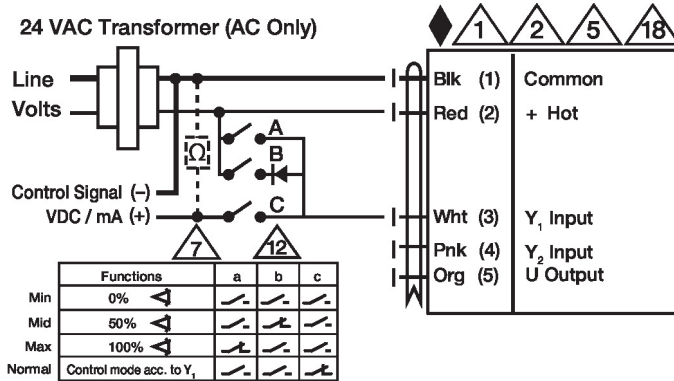 24 VAC Transformer (AC Only)
1 2 5 18
Line
Volts
Blk (1) Common
Red (2) + Hot
A
B
Ω
Control Signal (–)
VDC / mA (+)
C
Wht (3) Y₁ Input
Pnk (4) Y₂ Input
Org (5) U Output
7 12
Functions a b c
Min 0%
Mid 50%
Max 100%
Normal Control mode acc. to Y₁